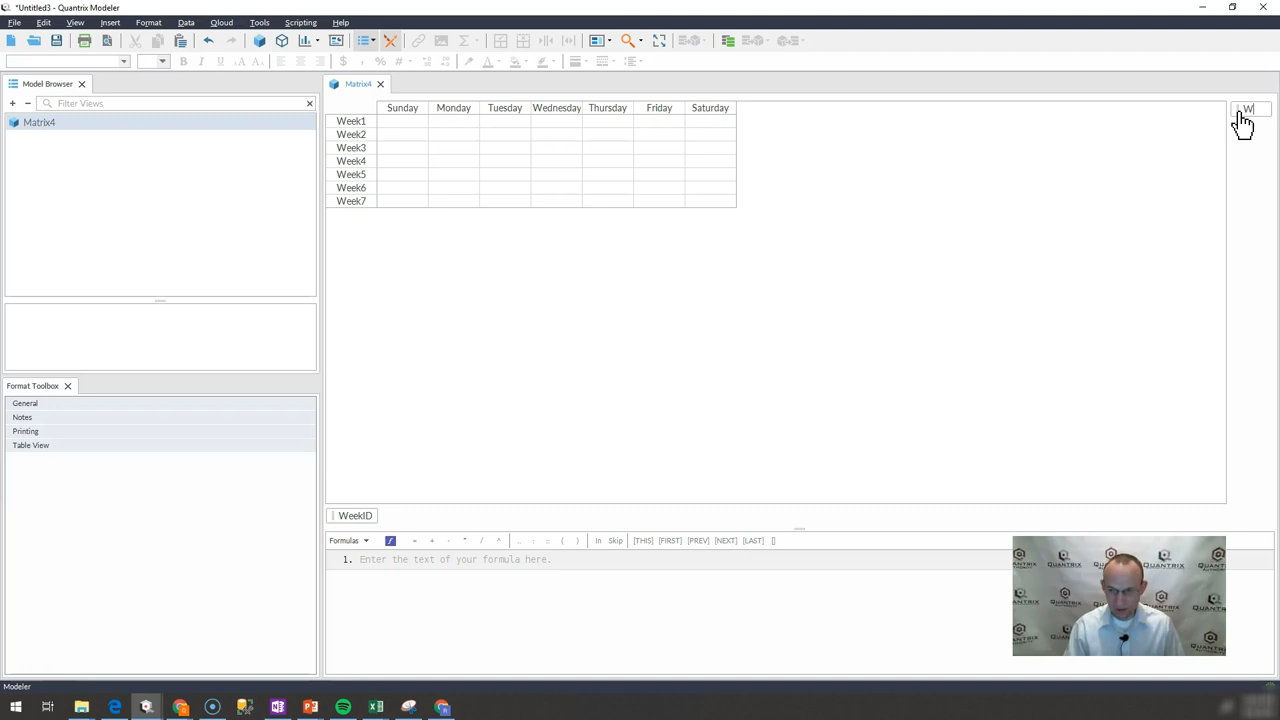 *Untitled3 - Quantrix Modeler
File Edit View Insert Format Data Qloud Tools Scripting Help
Model Browser
Matrix4
Filter Views
Matrix4
Sunday Monday Tuesday Wednesday Thursday Friday Saturday
W
Week1
Week2
Week3
Week4
Week5
Week6
Week7
Format Toolbox
General
Notes
Printing
Table View
WeekID
Formulas = + - * / ^ .. : :: ( ) In Skip [THIS] [FIRST] [PREV] [NEXT] [LAST] []
1. Enter the text of your formula here.
QUANTRIX
QUANTRIX
Modeler